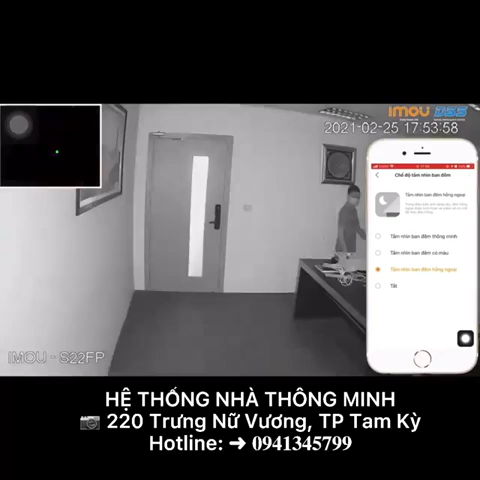 imou DSS
2021-02-25 17:53:58
Chế độ tầm nhìn ban đêm
Tầm nhìn ban đêm hồng ngoại
Tầm nhìn ban đêm thông minh
Tầm nhìn ban đêm có màu
Tầm nhìn ban đêm hồng ngoại
Tắt
IMOU - S22FP
HỆ THỐNG NHÀ THÔNG MINH
220 Trưng Nữ Vương, TP Tam Kỳ
Hotline: ➜ 0941345799